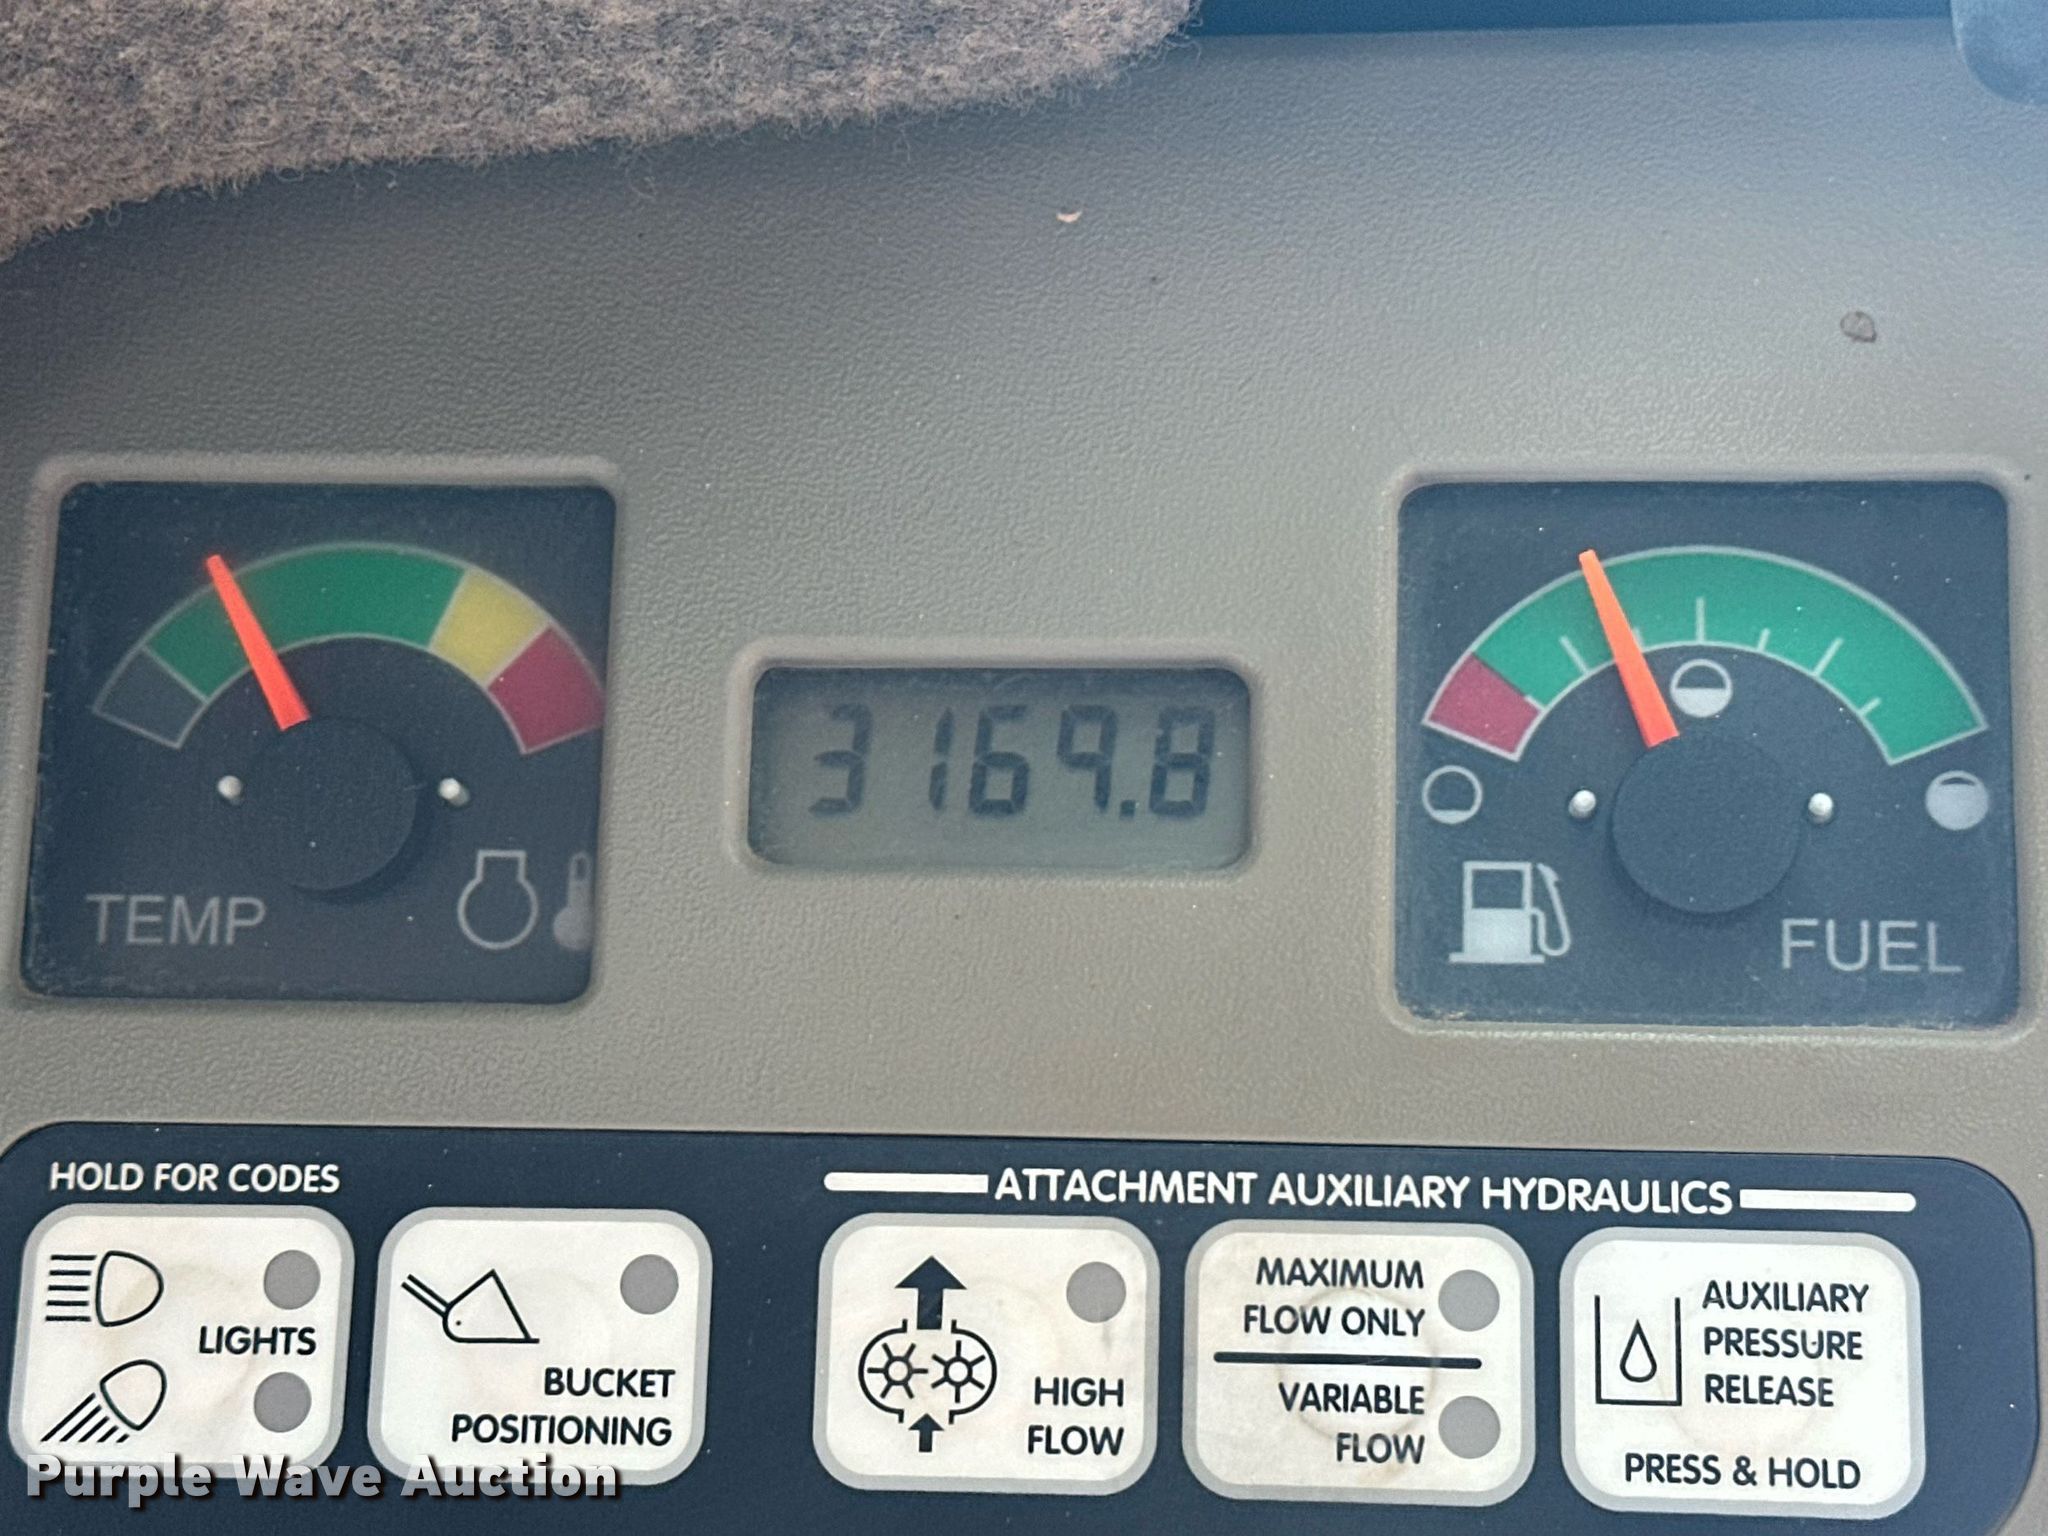 3169.8
TEMP
FUEL
HOLD FOR CODES
LIGHTS
BUCKET
POSITIONING
ATTACHMENT AUXILIARY HYDRAULICS
HIGH
FLOW
MAXIMUM
FLOW ONLY
VARIABLE
FLOW
AUXILIARY
PRESSURE
RELEASE
PRESS & HOLD
Purple Wave Auction